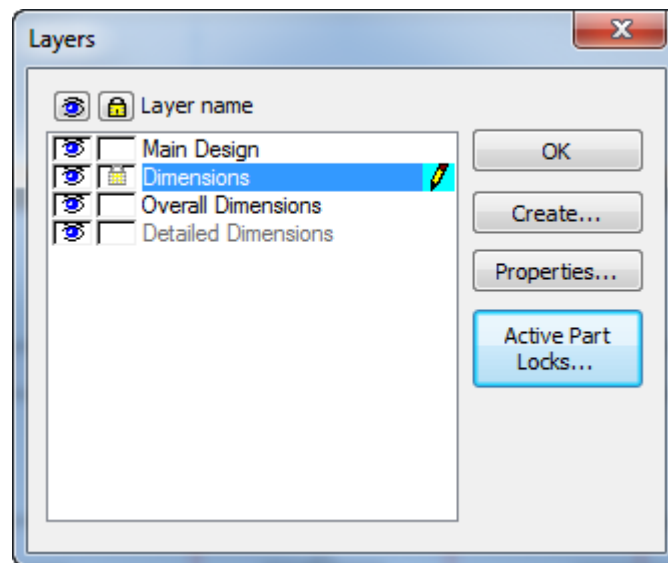 Layers
Layer name
Main Design
Dimensions
Overall Dimensions
Detailed Dimensions
OK
Create...
Properties...
Active Part
Locks...